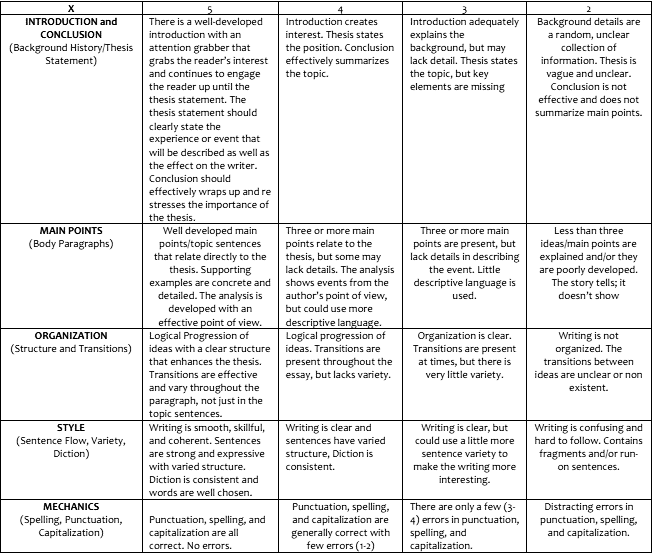 X 5 4 3 2
INTRODUCTION and
CONCLUSION
(Background History/Thesis
Statement)
There is a well-developed
introduction with an
attention grabber that
grabs the reader's interest
and continues to engage
the reader up until the
thesis statement. The
thesis statement should
clearly state the
experience or event that
will be described as well as
the effect on the writer.
Conclusion should
effectively wraps up and re
stresses the importance of
the thesis.
Introduction creates
interest. Thesis states
the position. Conclusion
effectively summarizes
the topic.
Introduction adequately
explains the
background, but may
lack detail. Thesis states
the topic, but key
elements are missing
Background details are
a random, unclear
collection of
information. Thesis is
vague and unclear.
Conclusion is not
effective and does not
summarize main points.
MAIN POINTS
(Body Paragraphs)
Well developed main
points/topic sentences
that relate directly to the
thesis. Supporting
examples are concrete and
detailed. The analysis is
developed with an
effective point of view.
Three or more main
points relate to the
thesis, but some may
lack details. The analysis
shows events from the
author's point of view,
but could use more
descriptive language.
Three or more main
points are present, but
lack details in describing
the event. Little
descriptive language is
used.
Less than three
ideas/main points are
explained and/or they
are poorly developed.
The story tells; it
doesn't show
ORGANIZATION
(Structure and Transitions)
Logical Progression of
ideas with a clear structure
that enhances the thesis.
Transitions are effective
and vary throughout the
paragraph, not just in the
topic sentences.
Logical progression of
ideas. Transitions are
present throughout the
essay, but lacks variety.
Organization is clear.
Transitions are present
at times, but there is
very little variety.
Writing is not
organized. The
transitions between
ideas are unclear or non
existent.
STYLE
(Sentence Flow, Variety,
Diction)
Writing is smooth, skillful,
and coherent. Sentences
are strong and expressive
with varied structure.
Diction is consistent and
words are well chosen.
Writing is clear and
sentences have varied
structure, Diction is
consistent.
Writing is clear, but
could use a little more
sentence variety to
make the writing more
interesting.
Writing is confusing and
hard to follow. Contains
fragments and/or run-
on sentences.
MECHANICS
(Spelling, Punctuation,
Capitalization)
Punctuation, spelling, and
capitalization are all
correct. No errors.
Punctuation, spelling,
and capitalization are
generally correct with
few errors (1-2)
There are only a few (3-
4) errors in punctuation,
spelling, and
capitalization.
Distracting errors in
punctuation, spelling,
and capitalization.